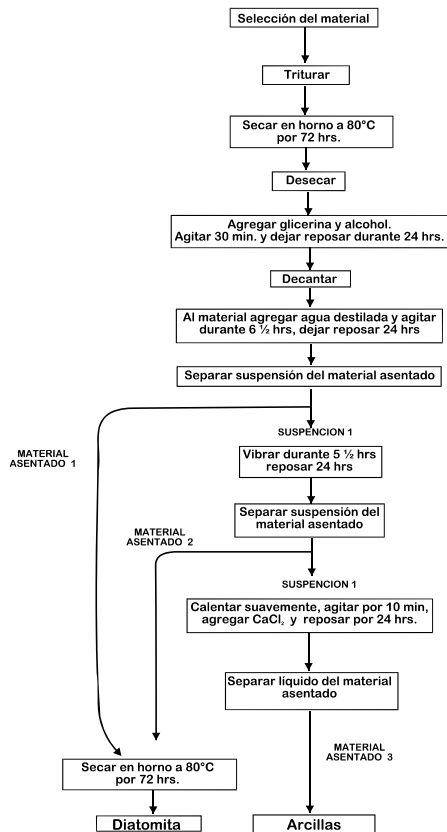 Selección del material
Triturar
Secar en horno a 80°C
por 72 hrs.
Desecar
Agregar glicerina y alcohol.
Agitar 30 min. y dejar reposar durante 24 hrs.
Decantar
Al material agregar agua destilada y agitar
durante 6 ½ hrs, dejar reposar 24 hrs
Separar suspensión del material asentado
MATERIAL
ASENTADO 1
SUSPENCION 1
Vibrar durante 5 ½ hrs
reposar 24 hrs
Separar suspensión del
material asentado
MATERIAL
ASENTADO 2
SUSPENCION 1
Calentar suavemente, agitar por 10 min,
agregar CaCl₂ y reposar por 24 hrs.
Separar líquido del material
asentado
MATERIAL
ASENTADO 3
Secar en horno a 80°C
por 72 hrs.
Diatomita
Arcillas